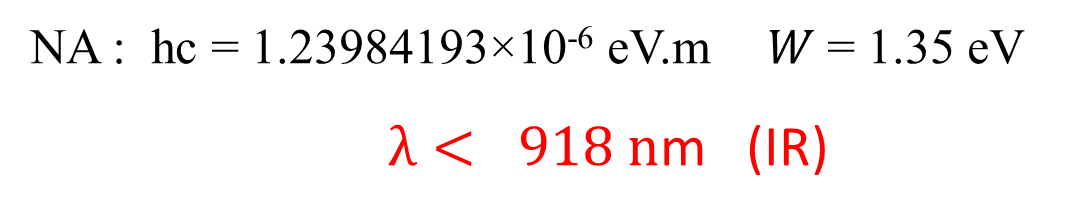 NA : hc = 1.23984193×10⁻⁶ eV.m W = 1.35 eV
λ < 918 nm (IR)